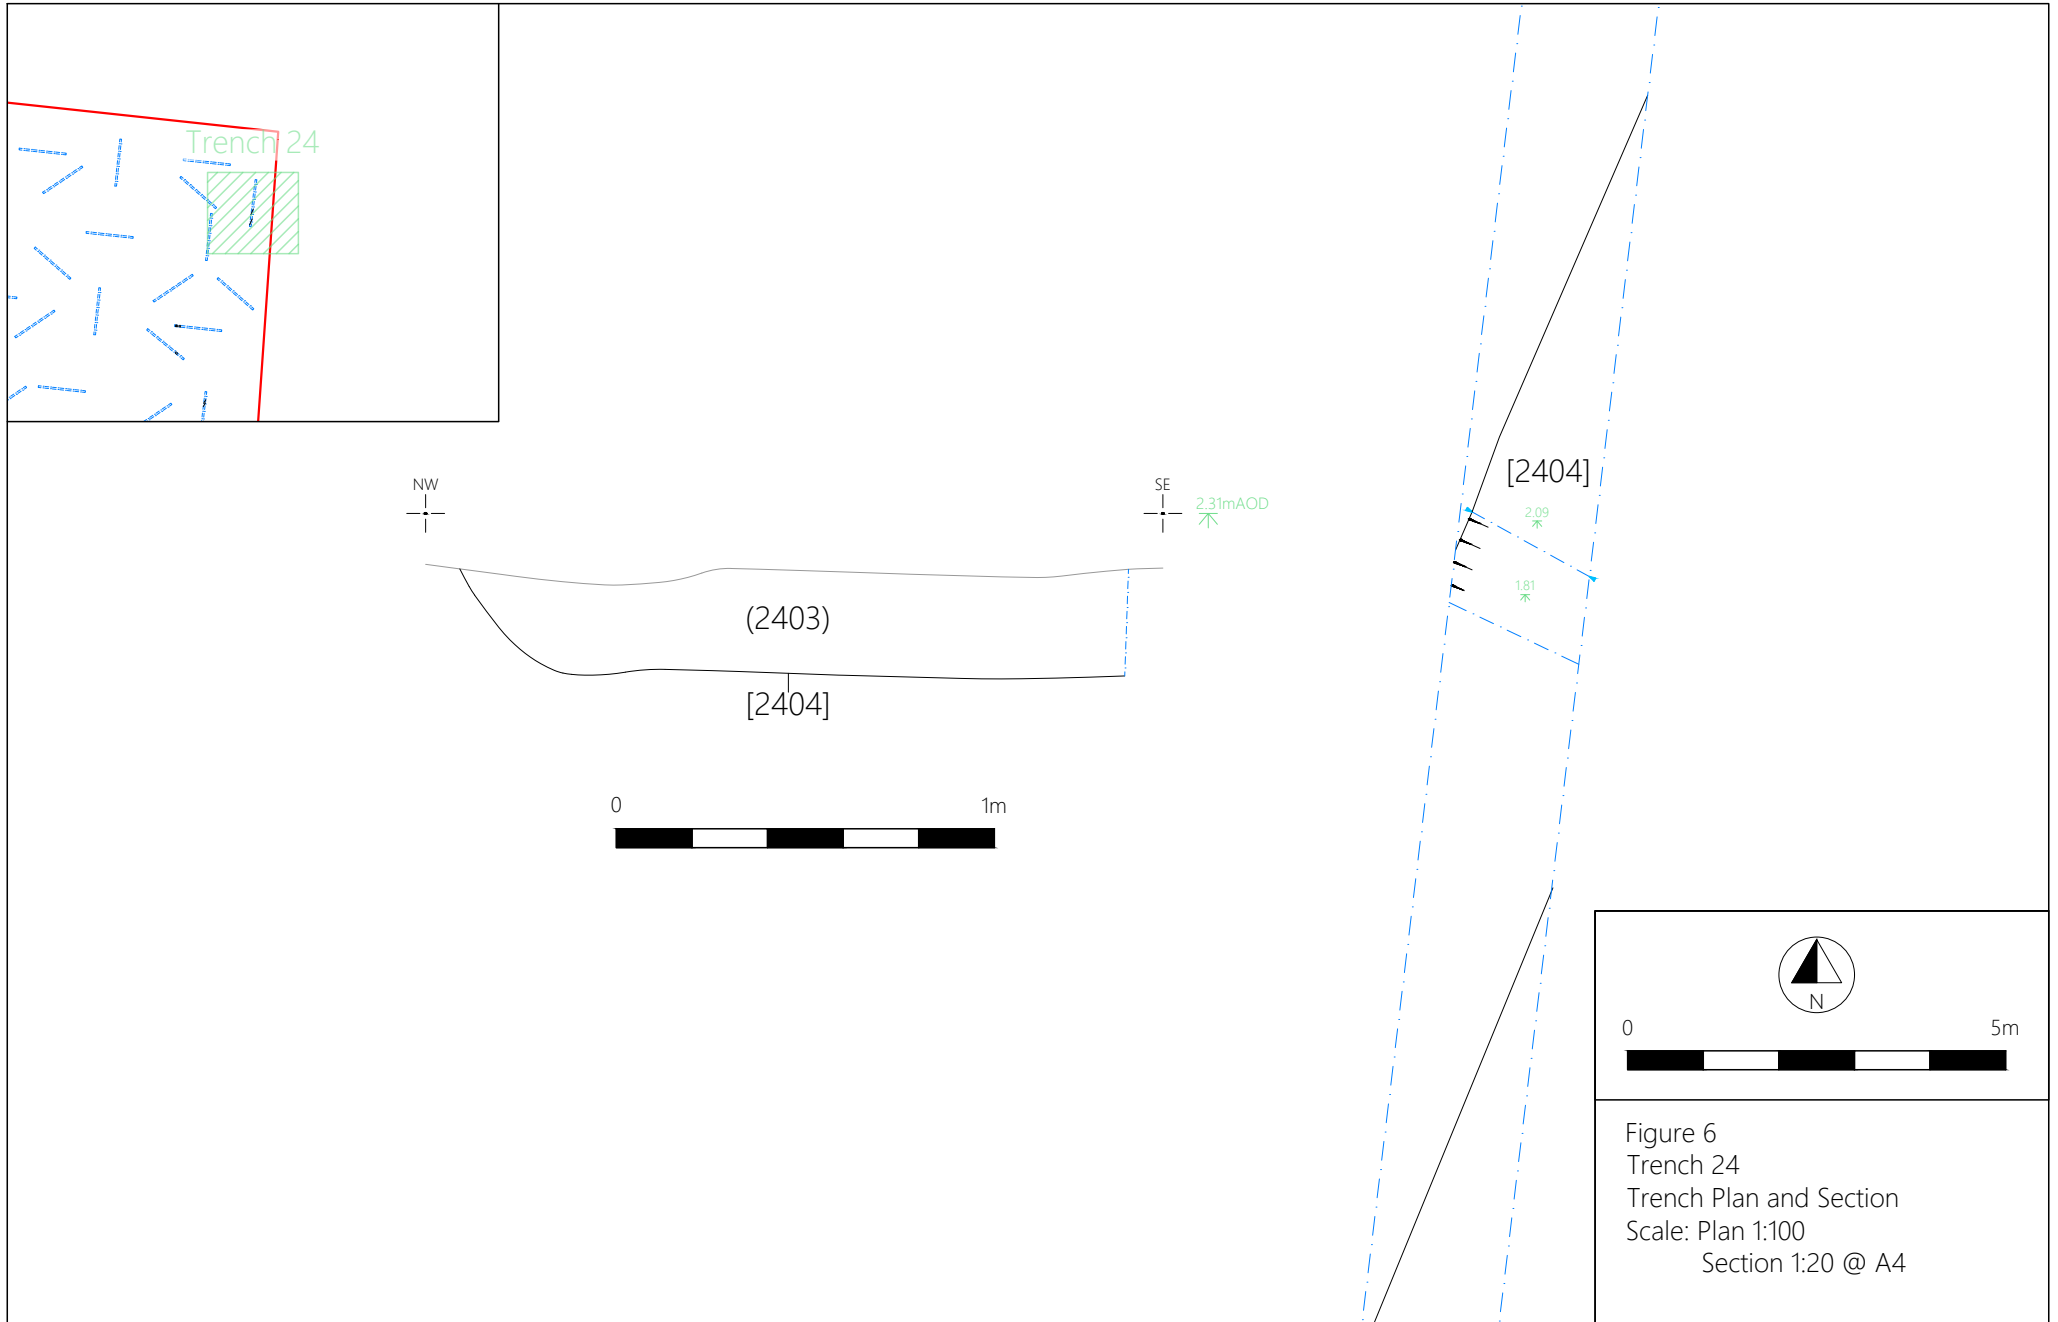 Trench 24
NW
SE
2.31mAOD
(2403)
[2404]
0 1m
[2404]
2.09
1.81
N
0 5m
Figure 6
Trench 24
Trench Plan and Section
Scale: Plan 1:100
Section 1:20 @ A4